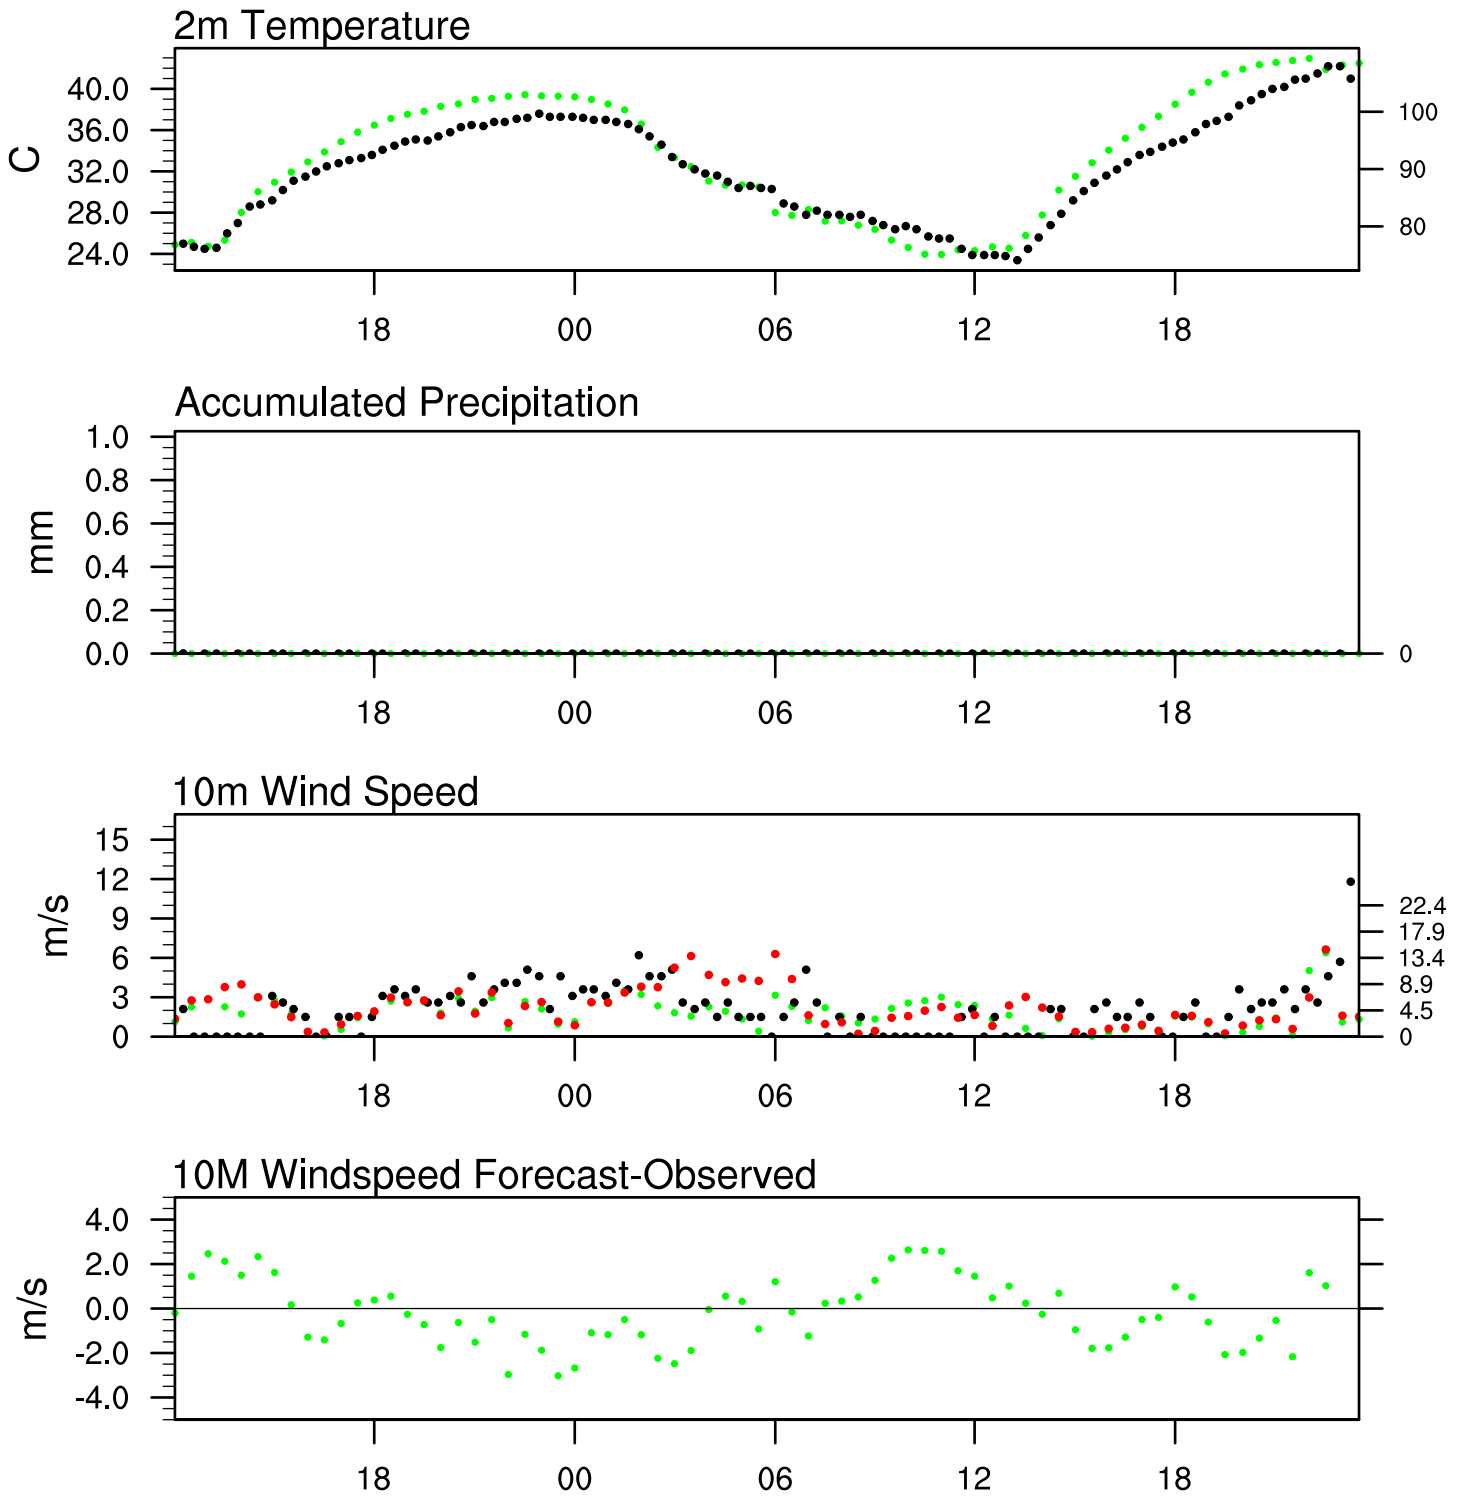 2m Temperature
C
40.0
36.0
32.0
28.0
24.0
100
90
80
18 00 06 12 18
Accumulated Precipitation
mm
1.0
0.8
0.6
0.4
0.2
0.0
0
18 00 06 12 18
10m Wind Speed
m/s
15
12
9
6
3
0
22.4
17.9
13.4
8.9
4.5
0
18 00 06 12 18
10M Windspeed Forecast-Observed
m/s
4.0
2.0
0.0
-2.0
-4.0
18 00 06 12 18